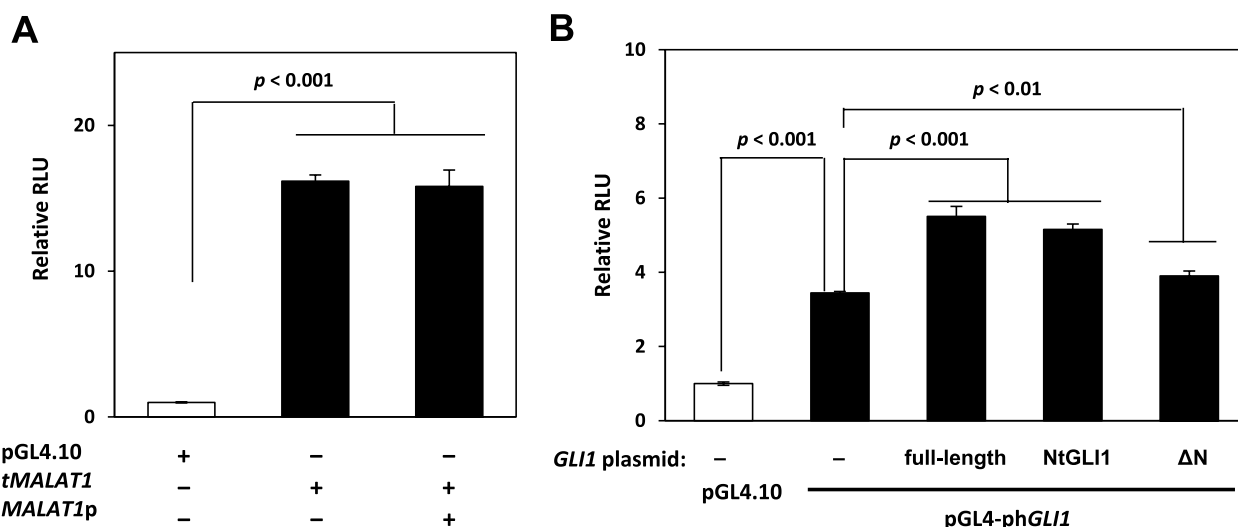 A
20
10
0
Relative RLU
p < 0.001
pGL4.10 + – –
tMALAT1 – + +
MALAT1p – – +
B
10
8
6
4
2
0
Relative RLU
p < 0.01
p < 0.001
p < 0.001
GLI1 plasmid: – – full-length NtGLI1 ΔN
pGL4.10
pGL4-phGLI1